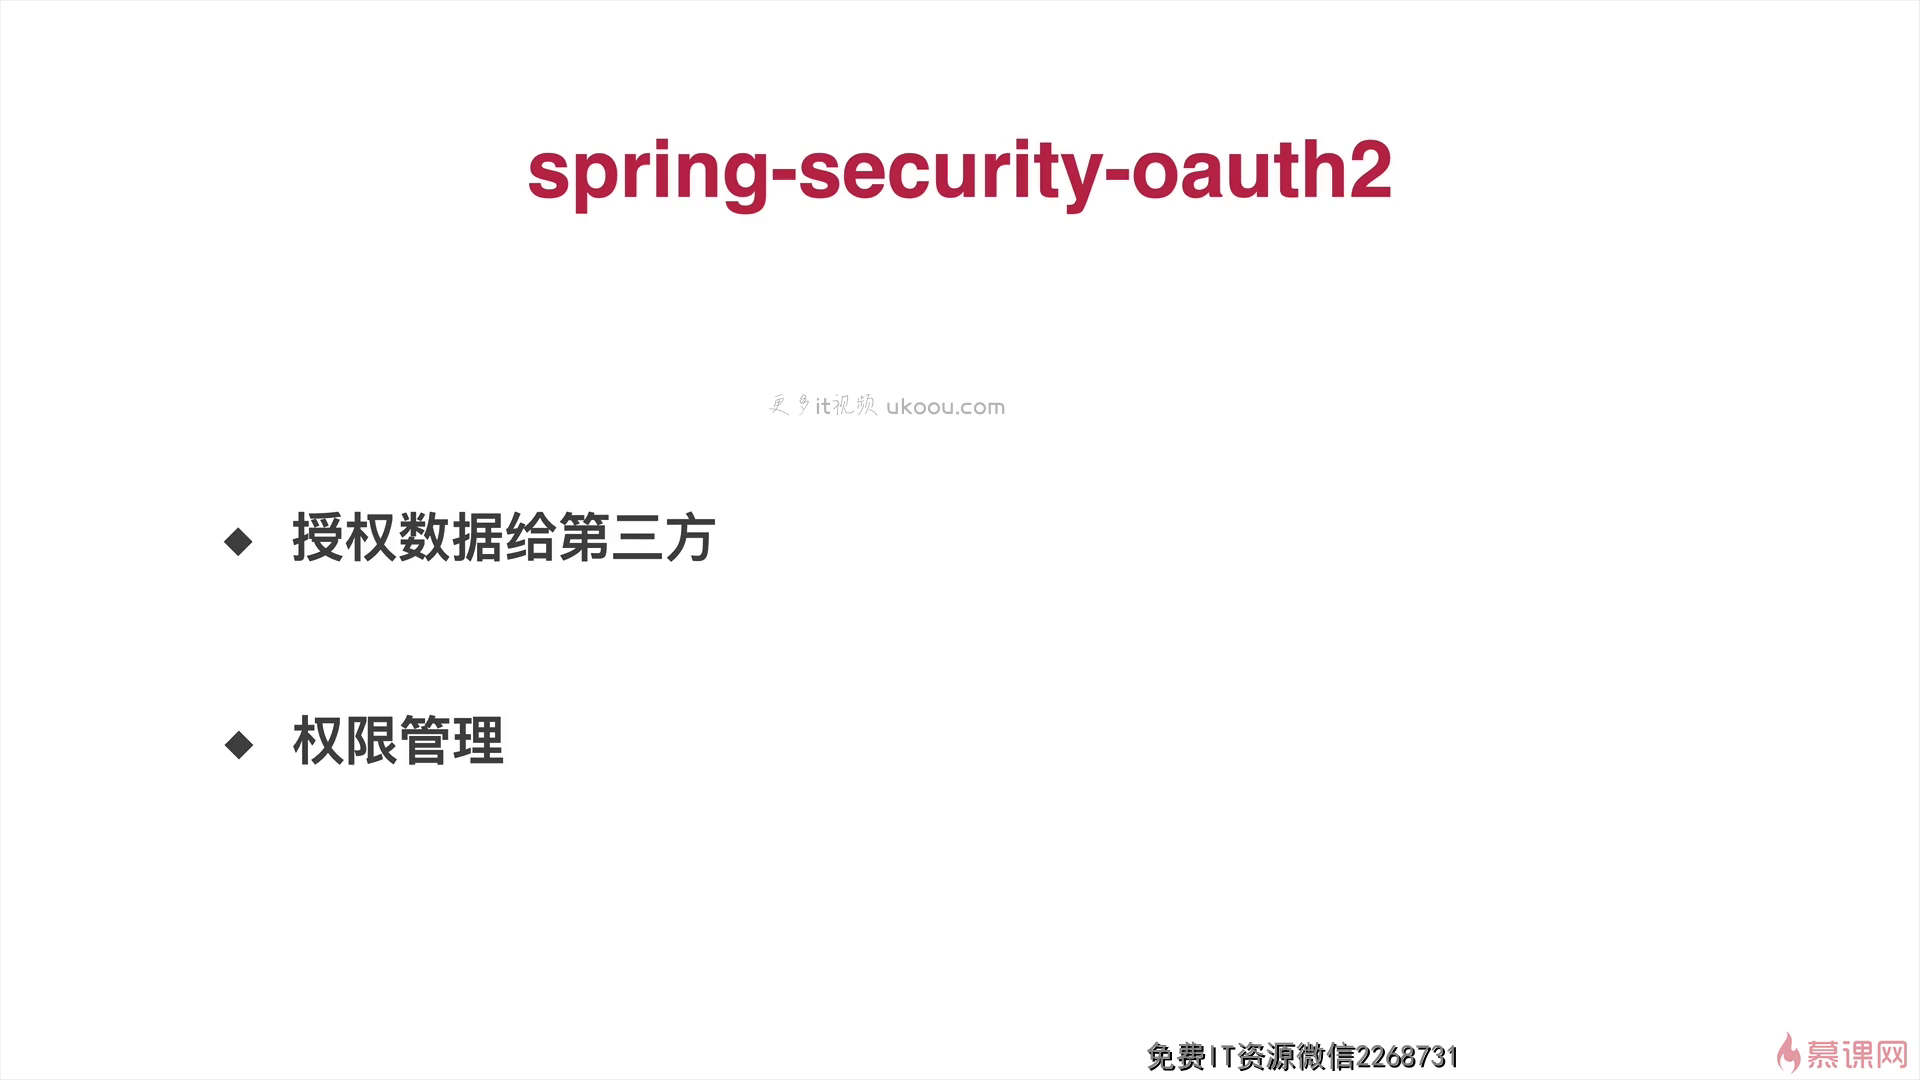 spring-security-oauth2
更多it视频 ukoou.com
◆ 授权数据给第三方
◆ 权限管理
免费IT资源微信2268731
慕课网